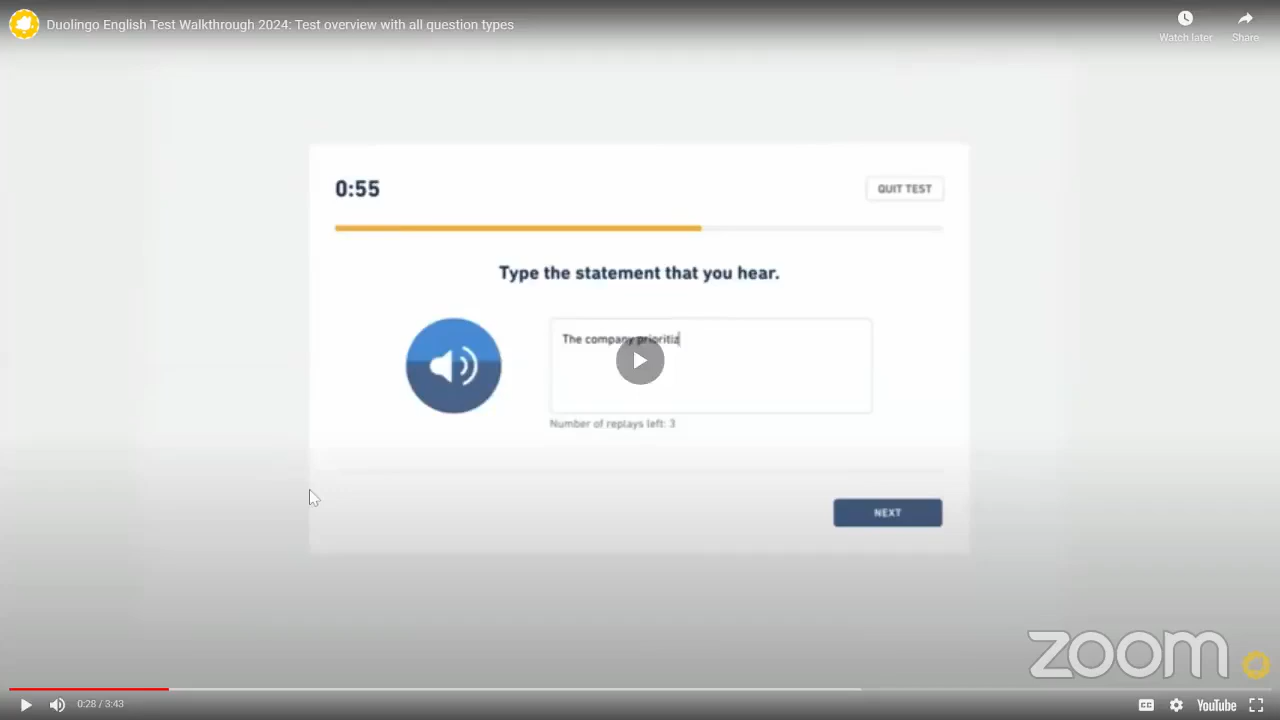 Duolingo English Test Walkthrough 2024: Test overview with all question types
Watch later
Share
0:55
QUIT TEST
Type the statement that you hear.
The company prioritiz
Number of replays left: 3
NEXT
zoom
0:28 / 3:43
CC
YouTube